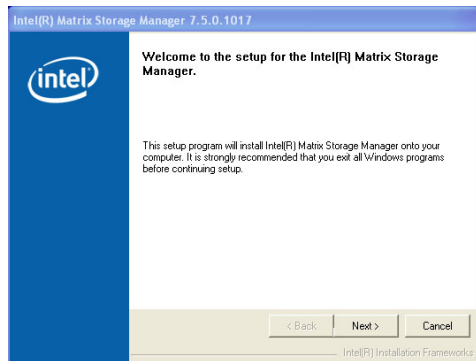 Intel(R) Matrix Storage Manager 7.5.0.1017
intel
Welcome to the setup for the Intel(R) Matrix Storage
Manager.
This setup program will install Intel(R) Matrix Storage Manager onto your
computer. It is strongly recommended that you exit all Windows programs
before continuing setup.
< Back
Next >
Cancel
Intel(R) Installation Frameworks